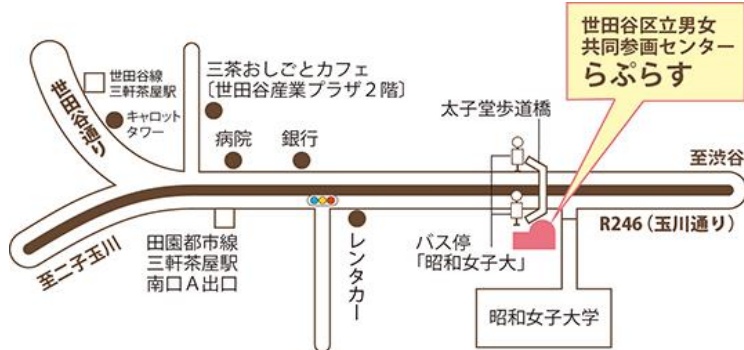 世田谷区立男女
共同参画センター
らぷらす
世田谷通り
世田谷線
三軒茶屋駅
キャロット
タワー
三茶おしごとカフェ
〔世田谷産業プラザ2階〕
病院
銀行
太子堂歩道橋
至渋谷
R246(玉川通り)
至二子玉川
田園都市線
三軒茶屋駅
南口A出口
レンタカー
バス停
「昭和女子大」
昭和女子大学